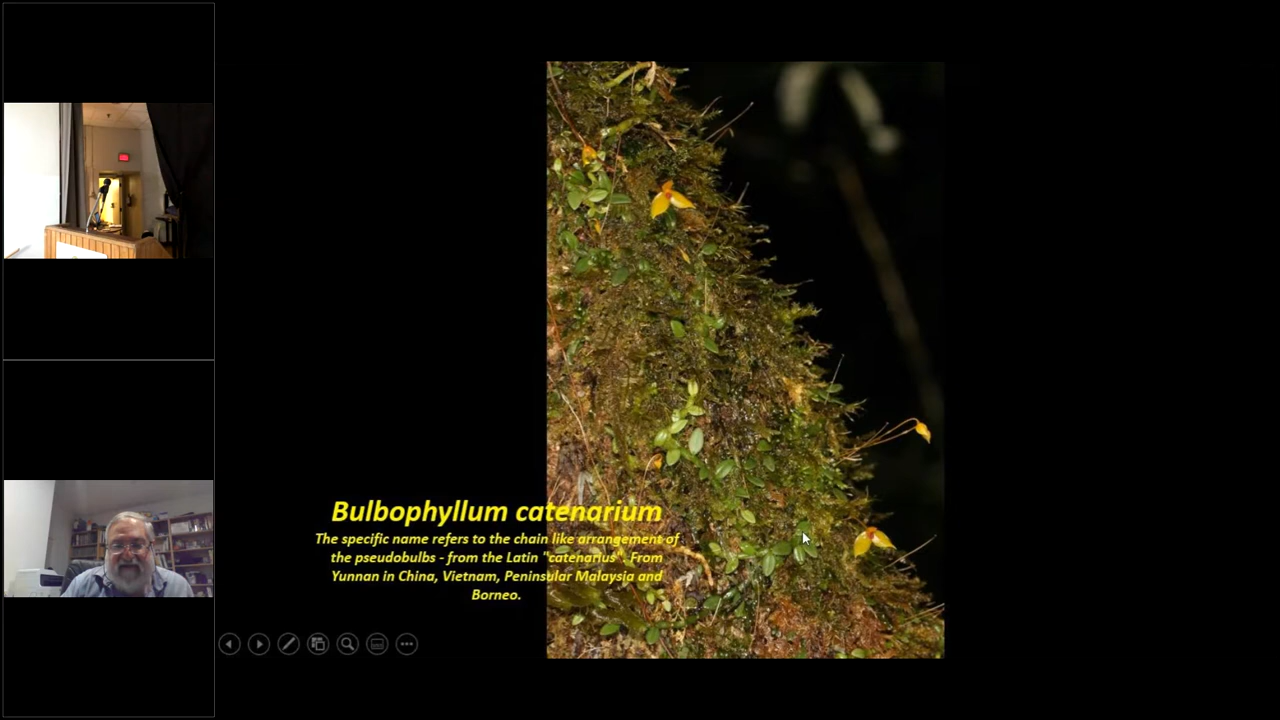 Bulbophyllum catenarium
The specific name refers to the chain like arrangement of
the pseudobulbs - from the Latin "catenarius". From
Yunnan in China, Vietnam, Peninsular Malaysia and
Borneo.